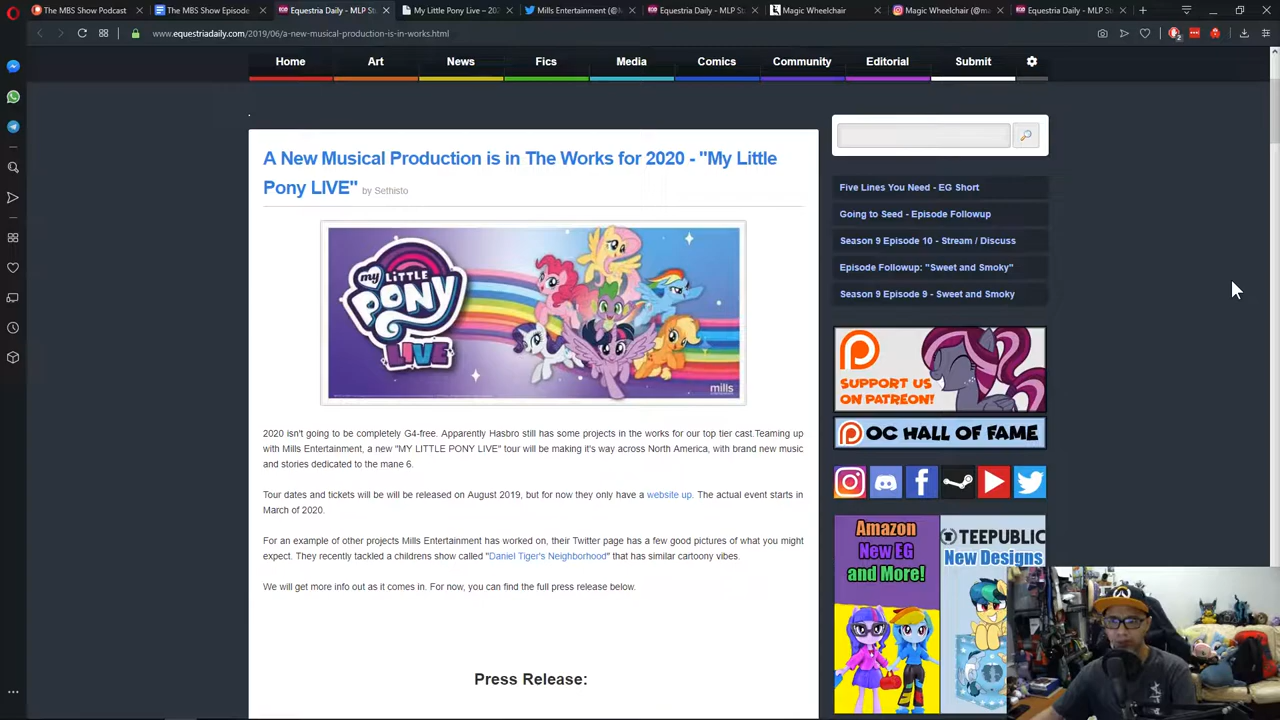 The MBS Show Podcast
The MBS Show Episode
Equestria Daily - MLP St
My Little Pony – 202
Mills Entertainment (@M
Equestria Daily - MLP St
Magic Wheelchair
Magic Wheelchair (@ma
Equestria Daily - MLP St
www.equestriadaily.com/2019/06/a-new-musical-production-is-in-works.html
Home
Art
News
Fics
Media
Comics
Community
Editorial
Submit
A New Musical Production is in The Works for 2020 - "My Little
Pony LIVE" by Sethisto
my LiTTLE
PONY
LIVE
mills
2020 isn't going to be completely G4-free. Apparently Hasbro still has some projects in the works for our top tier cast.Teaming up
with Mills Entertainment, a new "MY LITTLE PONY LIVE" tour will be making it's way across North America, with brand new music
and stories dedicated to the mane 6.
Tour dates and tickets will be will be released on August 2019, but for now they only have a website up. The actual event starts in
March of 2020.
For an example of other projects Mills Entertainment has worked on, their Twitter page has a few good pictures of what you might
expect. They recently tackled a childrens show called "Daniel Tiger's Neighborhood" that has similar cartoony vibes.
We will get more info out as it comes in. For now, you can find the full press release below.
Press Release:
Five Lines You Need - EG Short
Going to Seed - Episode Followup
Season 9 Episode 10 - Stream / Discuss
Episode Followup: "Sweet and Smoky"
Season 9 Episode 9 - Sweet and Smoky
SUPPORT US
ON PATREON!
OC HALL OF FAME
Amazon
New EG
and More!
TEEPUBLIC
New Designs